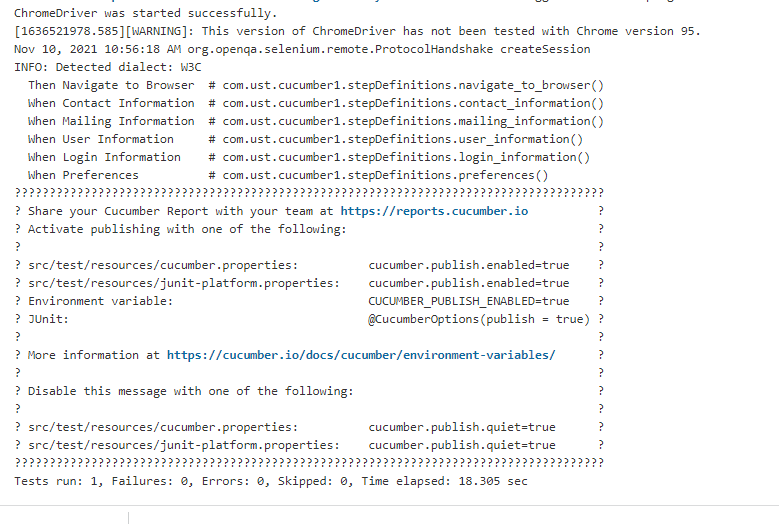 ChromeDriver was started successfully.
[1636521978.585][WARNING]: This version of ChromeDriver has not been tested with Chrome version 95.
Nov 10, 2021 10:56:18 AM org.openqa.selenium.remote.ProtocolHandshake createSession
INFO: Detected dialect: W3C
Then Navigate to Browser # com.ust.cucumber1.stepDefinitions.navigate_to_browser()
When Contact Information # com.ust.cucumber1.stepDefinitions.contact_information()
When Mailing Information # com.ust.cucumber1.stepDefinitions.mailing_information()
When User Information # com.ust.cucumber1.stepDefinitions.user_information()
When Login Information # com.ust.cucumber1.stepDefinitions.login_information()
When Preferences # com.ust.cucumber1.stepDefinitions.preferences()
?????????????????????????????????????????????????????????????????????????????????????
? Share your Cucumber Report with your team at https://reports.cucumber.io ?
? Activate publishing with one of the following: ?
? ?
? src/test/resources/cucumber.properties: cucumber.publish.enabled=true ?
? src/test/resources/junit-platform.properties: cucumber.publish.enabled=true ?
? Environment variable: CUCUMBER_PUBLISH_ENABLED=true ?
? JUnit: @CucumberOptions(publish = true) ?
? ?
? More information at https://cucumber.io/docs/cucumber/environment-variables/ ?
? ?
? Disable this message with one of the following: ?
? ?
? src/test/resources/cucumber.properties: cucumber.publish.quiet=true ?
? src/test/resources/junit-platform.properties: cucumber.publish.quiet=true ?
?????????????????????????????????????????????????????????????????????????????????????
Tests run: 1, Failures: 0, Errors: 0, Skipped: 0, Time elapsed: 18.305 sec